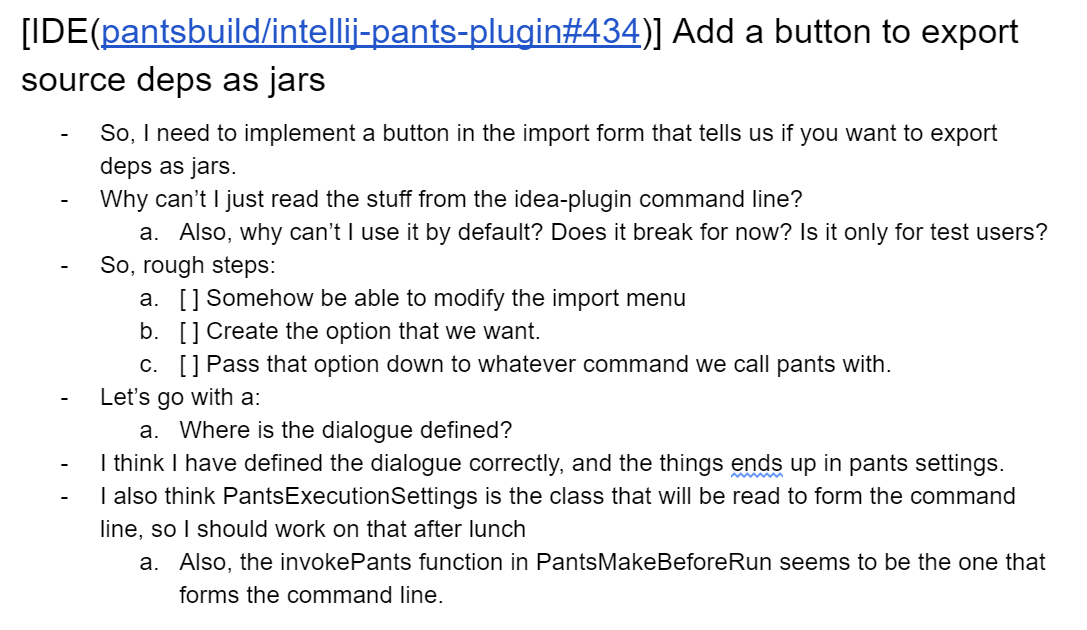 [IDE(pantsbuild/intellij-pants-plugin#434)] Add a button to export
source deps as jars
- So, I need to implement a button in the import form that tells us if you want to export
deps as jars.
- Why can’t I just read the stuff from the idea-plugin command line?
a. Also, why can’t I use it by default? Does it break for now? Is it only for test users?
- So, rough steps:
a. [ ] Somehow be able to modify the import menu
b. [ ] Create the option that we want.
c. [ ] Pass that option down to whatever command we call pants with.
- Let’s go with a:
a. Where is the dialogue defined?
- I think I have defined the dialogue correctly, and the things ends up in pants settings.
- I also think PantsExecutionSettings is the class that will be read to form the command
line, so I should work on that after lunch
a. Also, the invokePants function in PantsMakeBeforeRun seems to be the one that
forms the command line.